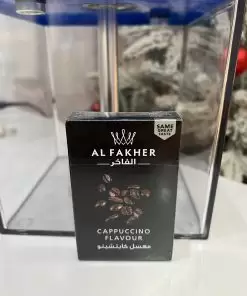 SAME
GREAT
TASTE
AL FAKHER
الفاخر
CAPPUCCINO
FLAVOUR
معسل كابتشينو